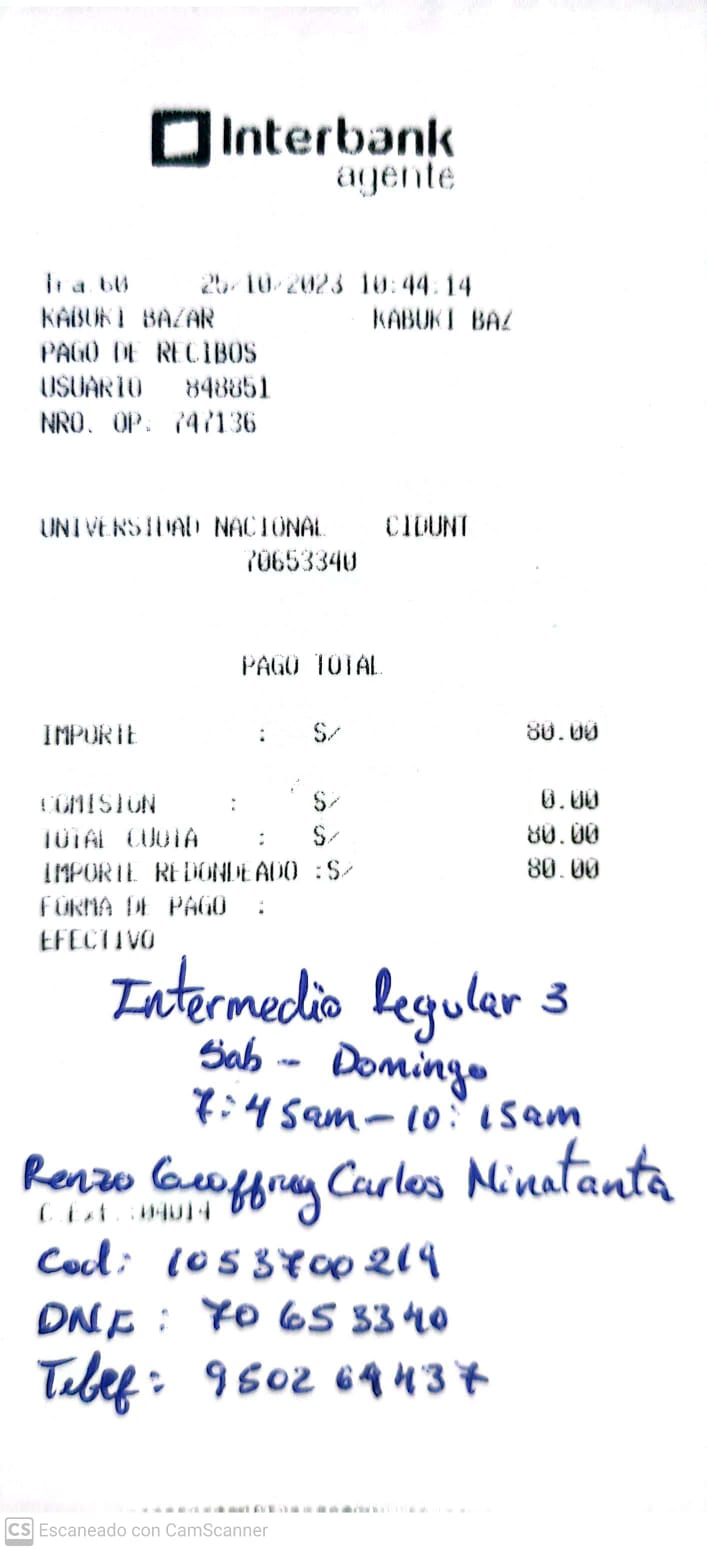 Interbank
agente
Tra.60 25/10/2023 10:44:14
KABUKI BAZAR KABUKI BAZ
PAGO DE RECIBOS
USUARIO 848851
NRO. OP. 747136
UNIVERSIDAD NACIONAL CIDUNT
70653340
PAGO TOTAL
IMPORTE : S/ 80.00
COMISION : S/ 0.00
TOTAL CUOTA : S/ 80.00
IMPORTE REDONDEADO :S/ 80.00
FORMA DE PAGO :
EFECTIVO
Intermedio Regular 3
Sab - Domingo
7:45am - 10:15am
Renzo Geoffrey Carlos Ninatanta
Cod: 1053700219
DNI : 70653340
Telef: 950269437
CS Escaneado con CamScanner